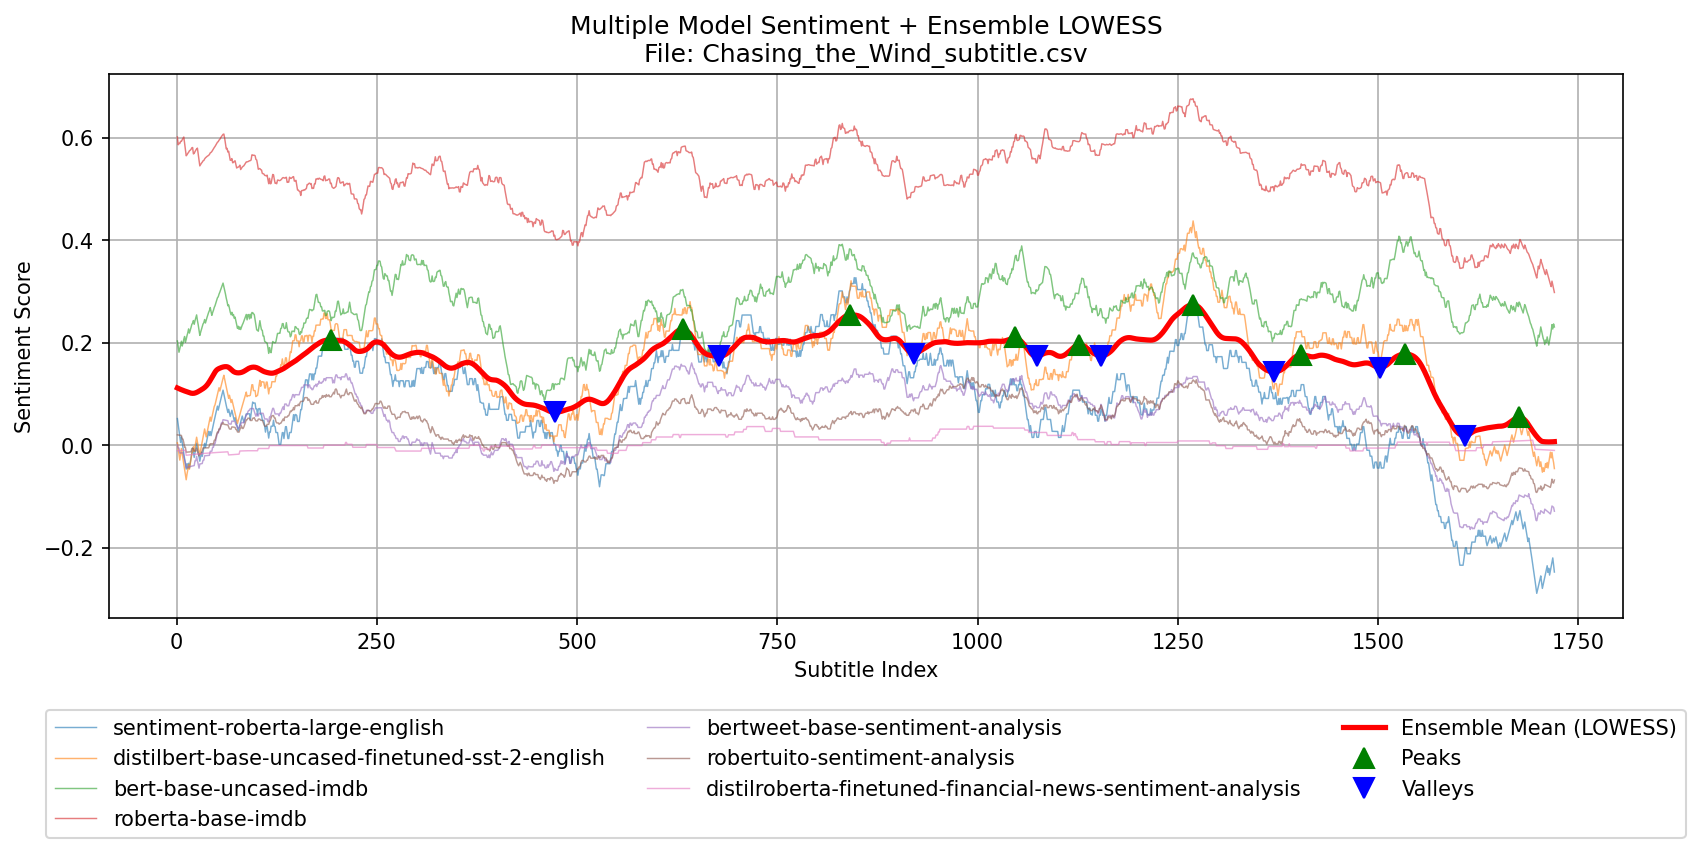 Multiple Model Sentiment + Ensemble LOWESS
File: Chasing_the_Wind_subtitle.csv
Sentiment Score
0.6
0.4
0.2
0.0
−0.2
0 250 500 750 1000 1250 1500 1750
Subtitle Index
sentiment-roberta-large-english
distilbert-base-uncased-finetuned-sst-2-english
bert-base-uncased-imdb
roberta-base-imdb
bertweet-base-sentiment-analysis
robertuito-sentiment-analysis
distilroberta-finetuned-financial-news-sentiment-analysis
Ensemble Mean (LOWESS)
Peaks
Valleys